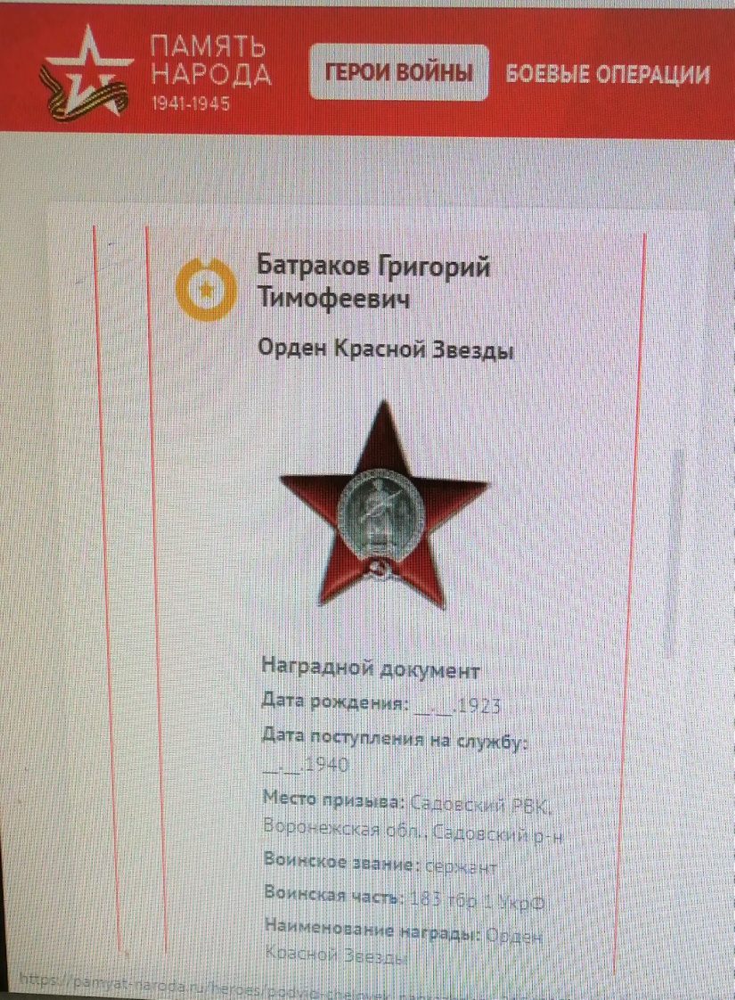 ПАМЯТЬ
НАРОДА
1941-1945
ГЕРОИ ВОЙНЫ
БОЕВЫЕ ОПЕРАЦИИ
Батраков Григорий
Тимофеевич
Орден Красной Звезды
Наградной документ
Дата рождения: __.__.1923
Дата поступления на службу:
__.__.1940
Место призыва: Садовский РВК,
Воронежская обл., Садовский р-н
Воинское звание: сержант
Воинская часть: 183 тбр 1 УкрФ
Наименование награды: Орден
Красной Звезды
https://pamyat-naroda.ru/heroes/podvig-chelovek_nagrazhdenie